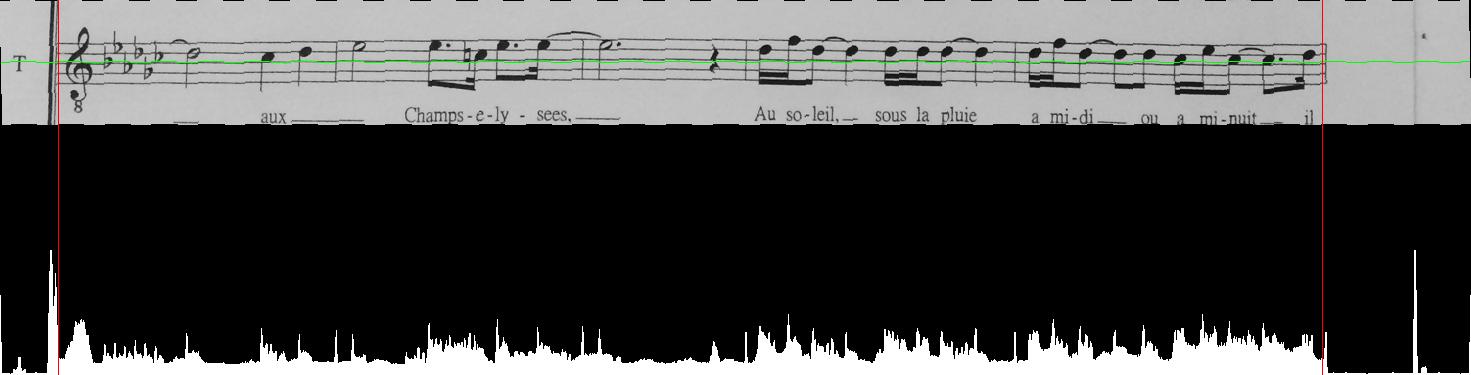 T
8
aux
Champs-e-ly-sees,
Au so-leil, sous la pluie
a mi-di ou a mi-nuit il